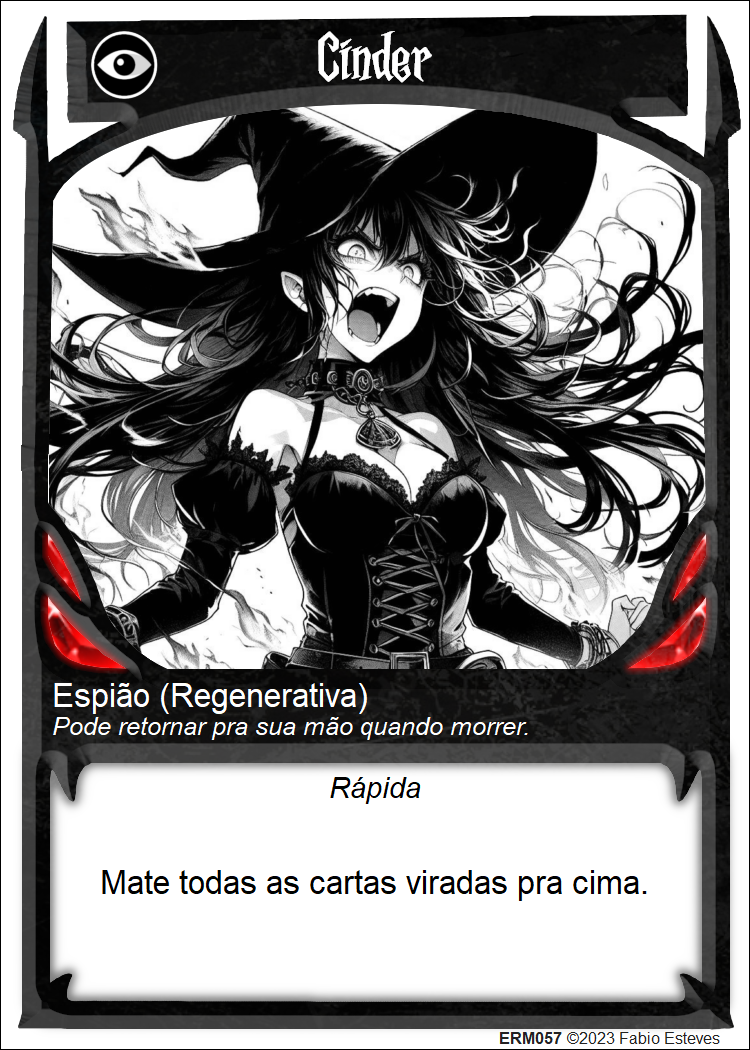 Cinder
Espião (Regenerativa)
Pode retornar pra sua mão quando morrer.
Rápida
Mate todas as cartas viradas pra cima.
ERM057 ©2023 Fabio Esteves